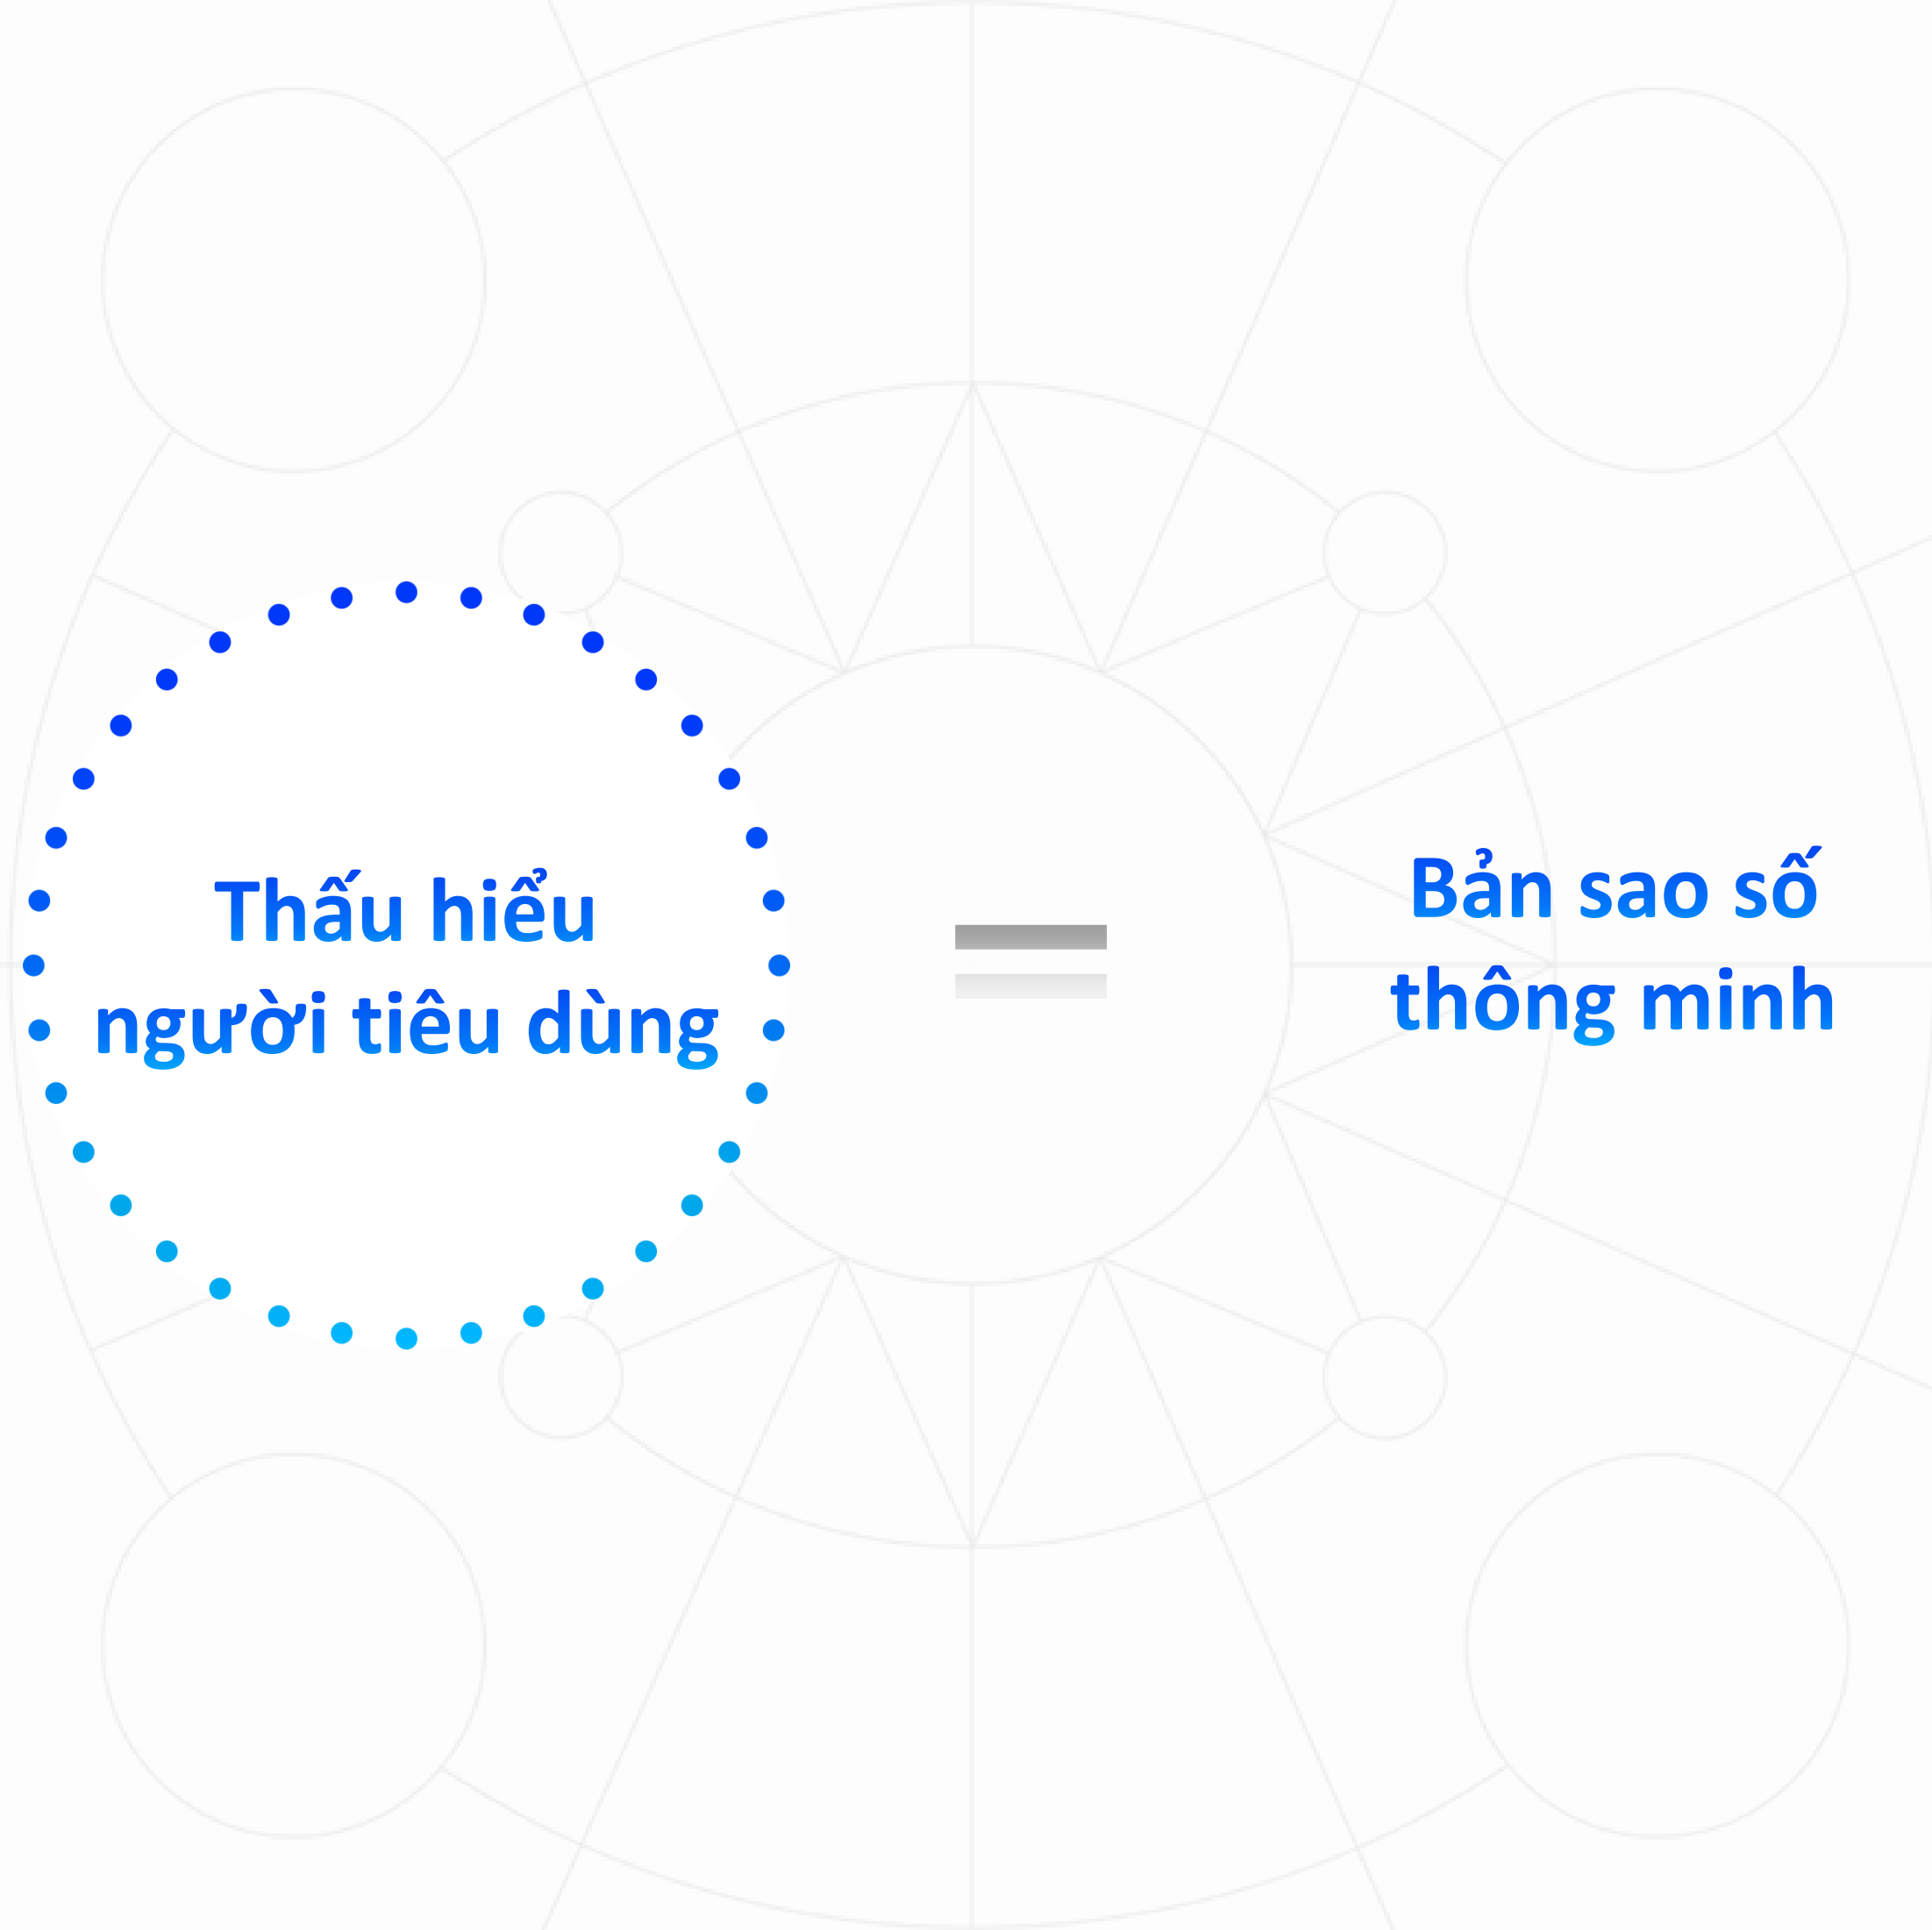 Thấu hiểu
người tiêu dùng
=
Bản sao số
thông minh